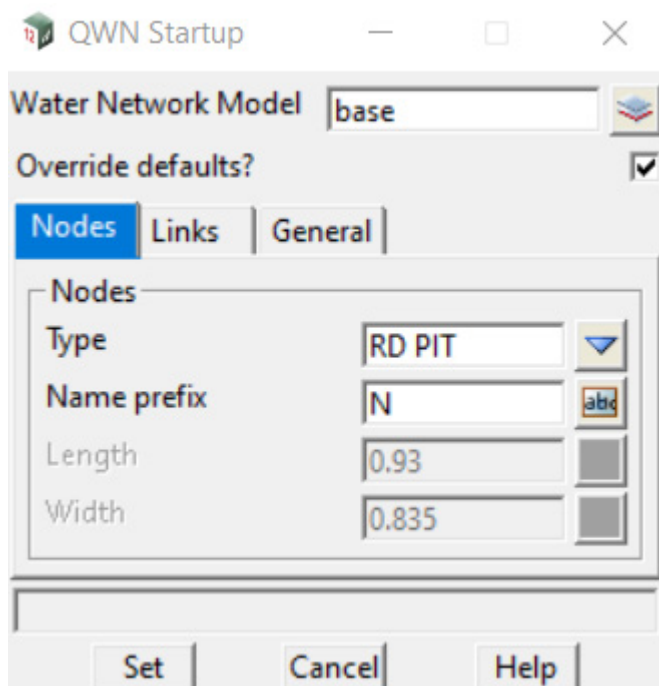 QWN Startup
Water Network Model base
Override defaults?
Nodes Links General
Nodes
Type RD PIT
Name prefix N abc
Length 0.93
Width 0.835
Set Cancel Help